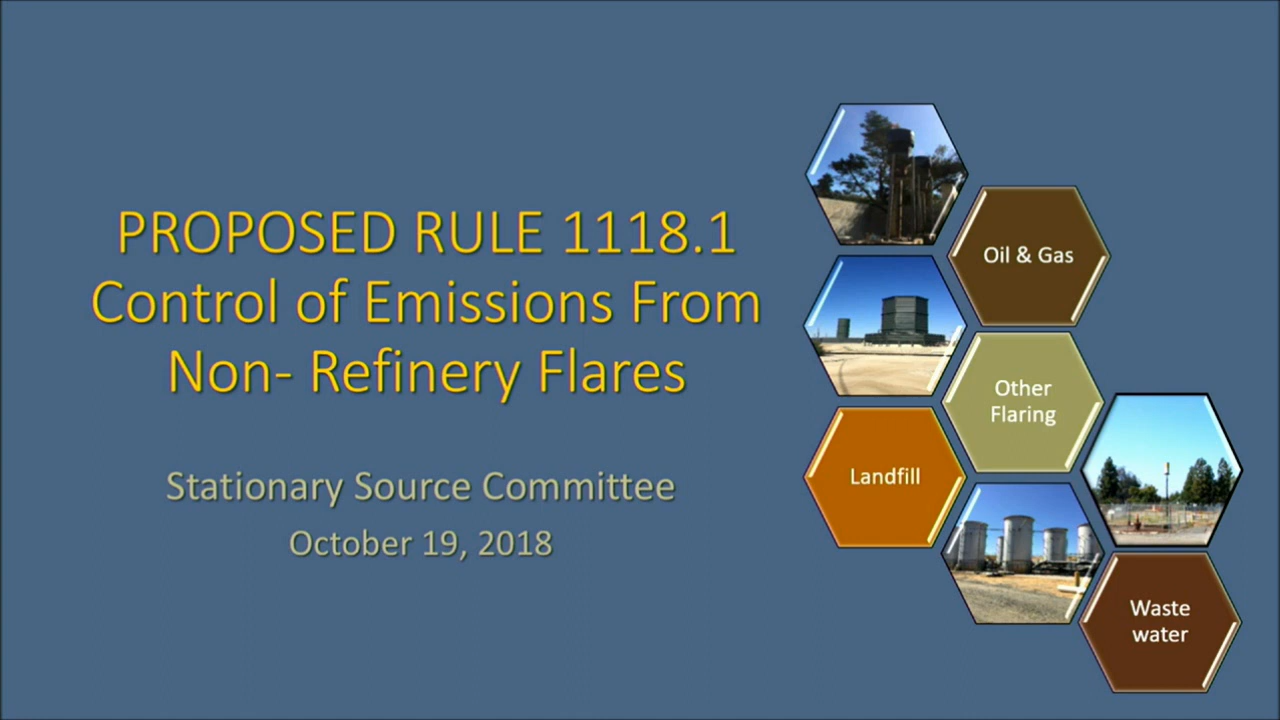 PROPOSED RULE 1118.1
Control of Emissions From
Non- Refinery Flares
Stationary Source Committee
October 19, 2018
Oil & Gas
Other
Flaring
Landfill
Waste
water